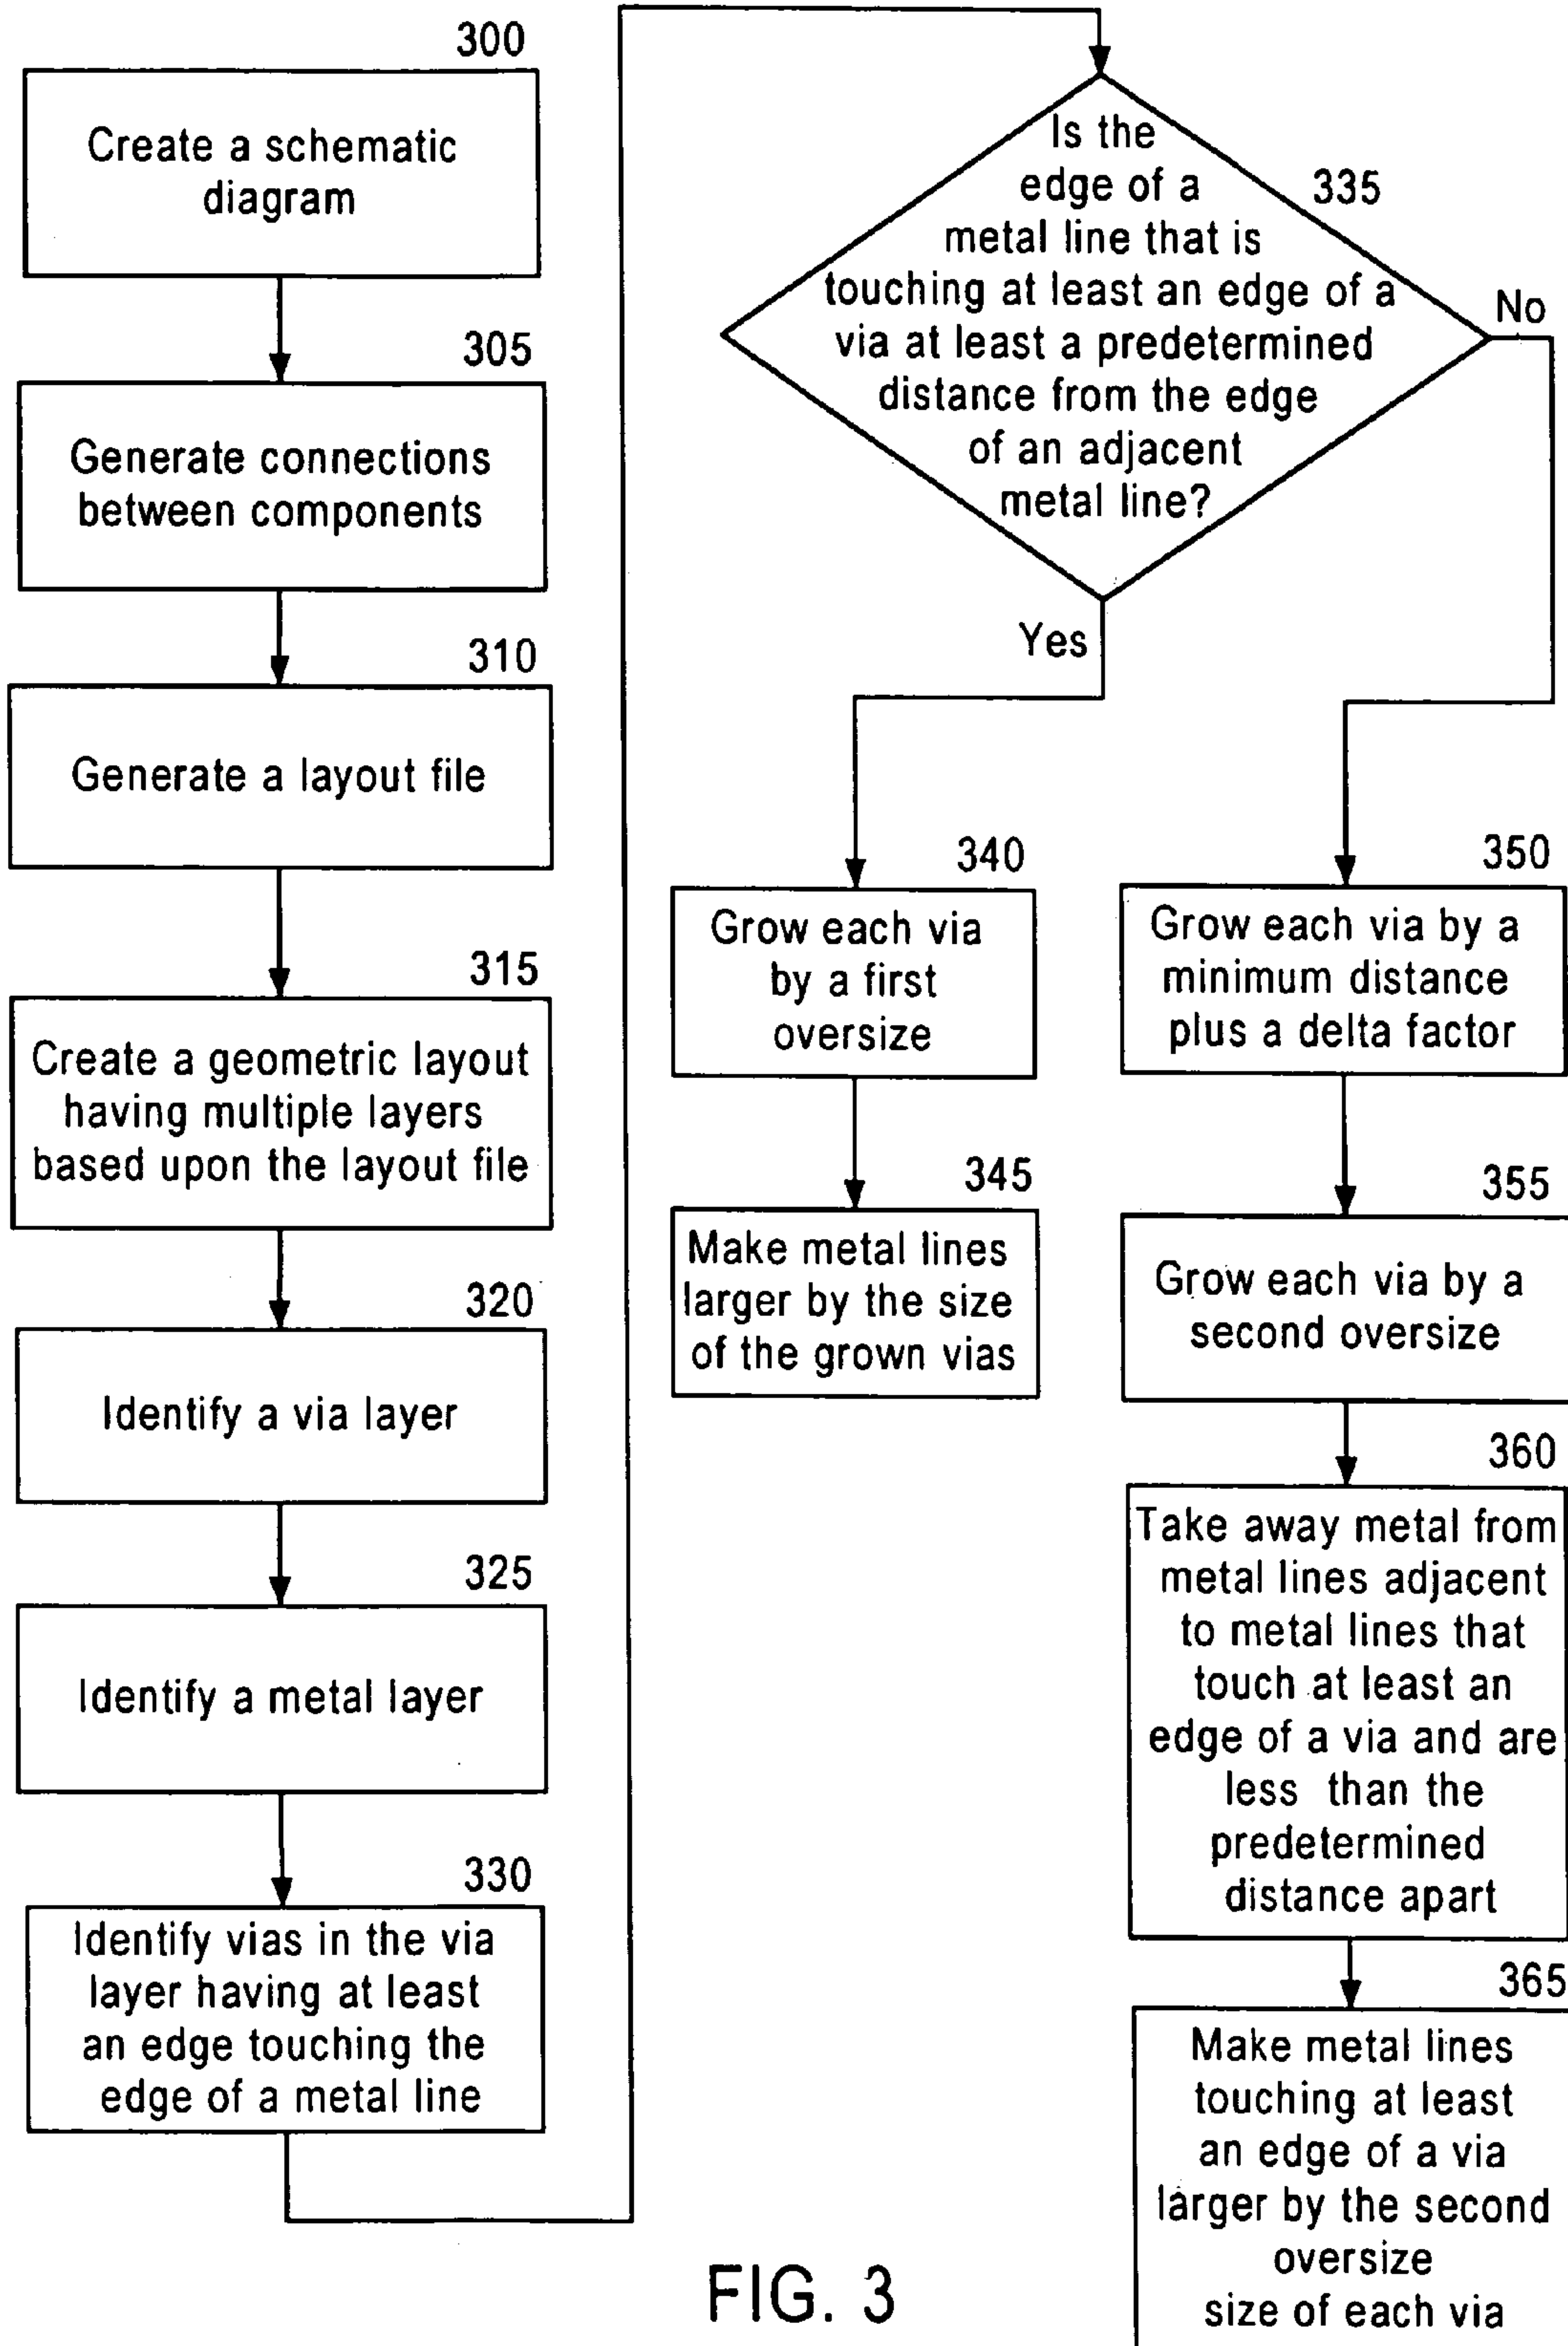 300
Create a schematic
diagram
305
Generate connections
between components
310
Generate a layout file
315
Create a geometric layout
having multiple layers
based upon the layout file
320
Identify a via layer
325
Identify a metal layer
330
Identify vias in the via
layer having at least
an edge touching the
edge of a metal line
335
Is the
edge of a
metal line that is
touching at least an edge of a
via at least a predetermined
distance from the edge
of an adjacent
metal line?
No
Yes
340
Grow each via
by a first
oversize
345
Make metal lines
larger by the size
of the grown vias
350
Grow each via by a
minimum distance
plus a delta factor
355
Grow each via by a
second oversize
360
Take away metal from
metal lines adjacent
to metal lines that
touch at least an
edge of a via and are
less than the
predetermined
distance apart
365
Make metal lines
touching at least
an edge of a via
larger by the second
oversize
size of each via
FIG. 3